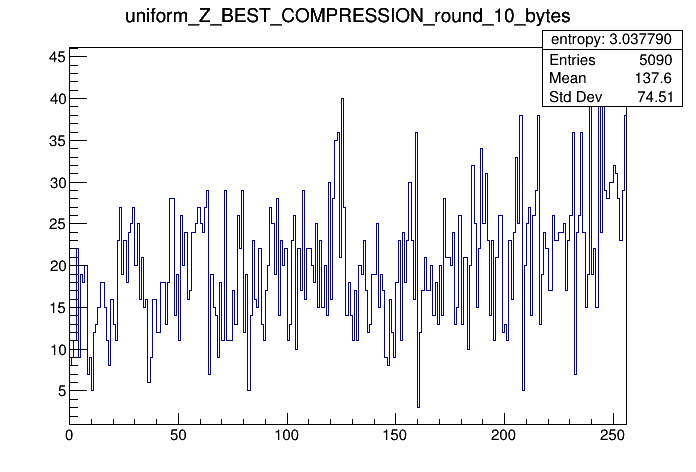 uniform_Z_BEST_COMPRESSION_round_10_bytes
entropy: 3.037790
Entries 5090
Mean 137.6
Std Dev 74.51
45
40
35
30
25
20
15
10
5
0 50 100 150 200 250